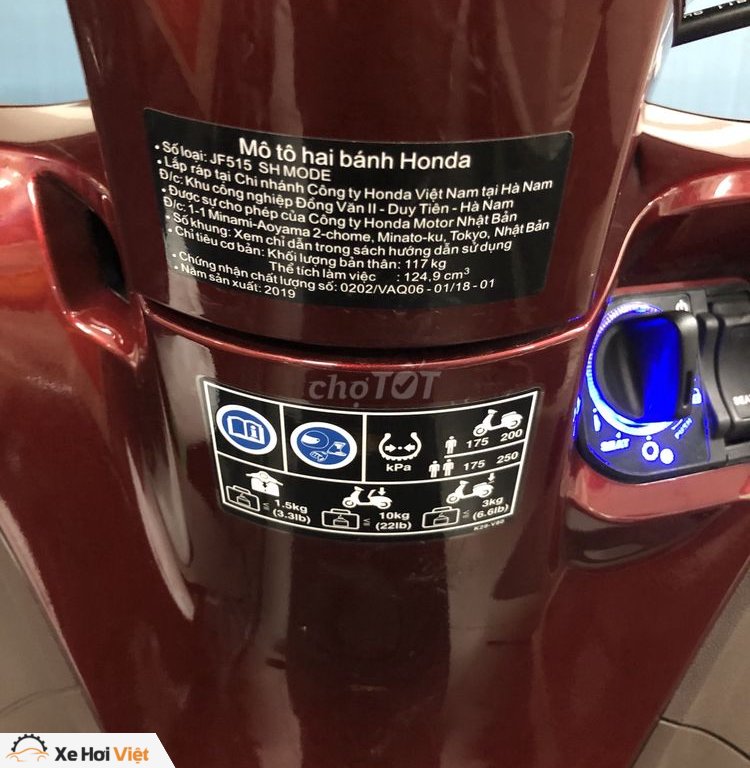 Mô tô hai bánh Honda
• Số loại: JF515 SH MODE
• Lắp ráp tại Chi nhánh Công ty Honda Việt Nam tại Hà Nam
Đ/c: Khu công nghiệp Đồng Văn II - Duy Tiên - Hà Nam
• Được sự cho phép của Công ty Honda Motor Nhật Bản
Đ/c: 1-1 Minami-Aoyama 2-chome, Minato-ku, Tokyo, Nhật Bản
• Số khung: Xem chỉ dẫn trong sách hướng dẫn sử dụng
• Chỉ tiêu cơ bản: Khối lượng bản thân: 117 kg
Thể tích làm việc : 124,9 cm³
• Chứng nhận chất lượng số: 0202/VAQ06 - 01/18 - 01
• Năm sản xuất: 2019
chợTỐT
kPa
175 200
175 250
≤ 1.5kg
(3.3lb)
≤ 10kg
(22lb)
≤ 3kg
(6.6lb)
K29-V80
SEAT
PUSH
Xe Hơi Việt